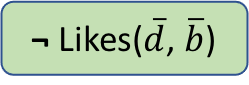 ¬ Likes(d̄, b̄)